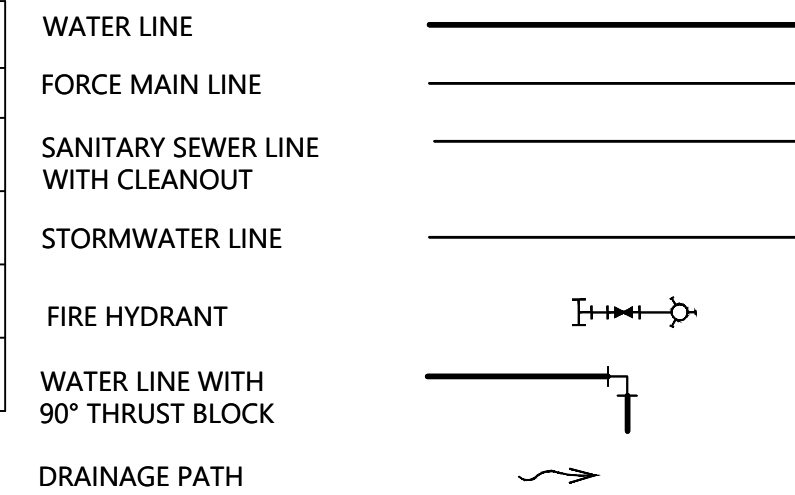 WATER LINE
FORCE MAIN LINE
SANITARY SEWER LINE
WITH CLEANOUT
STORMWATER LINE
FIRE HYDRANT
WATER LINE WITH
90° THRUST BLOCK
DRAINAGE PATH